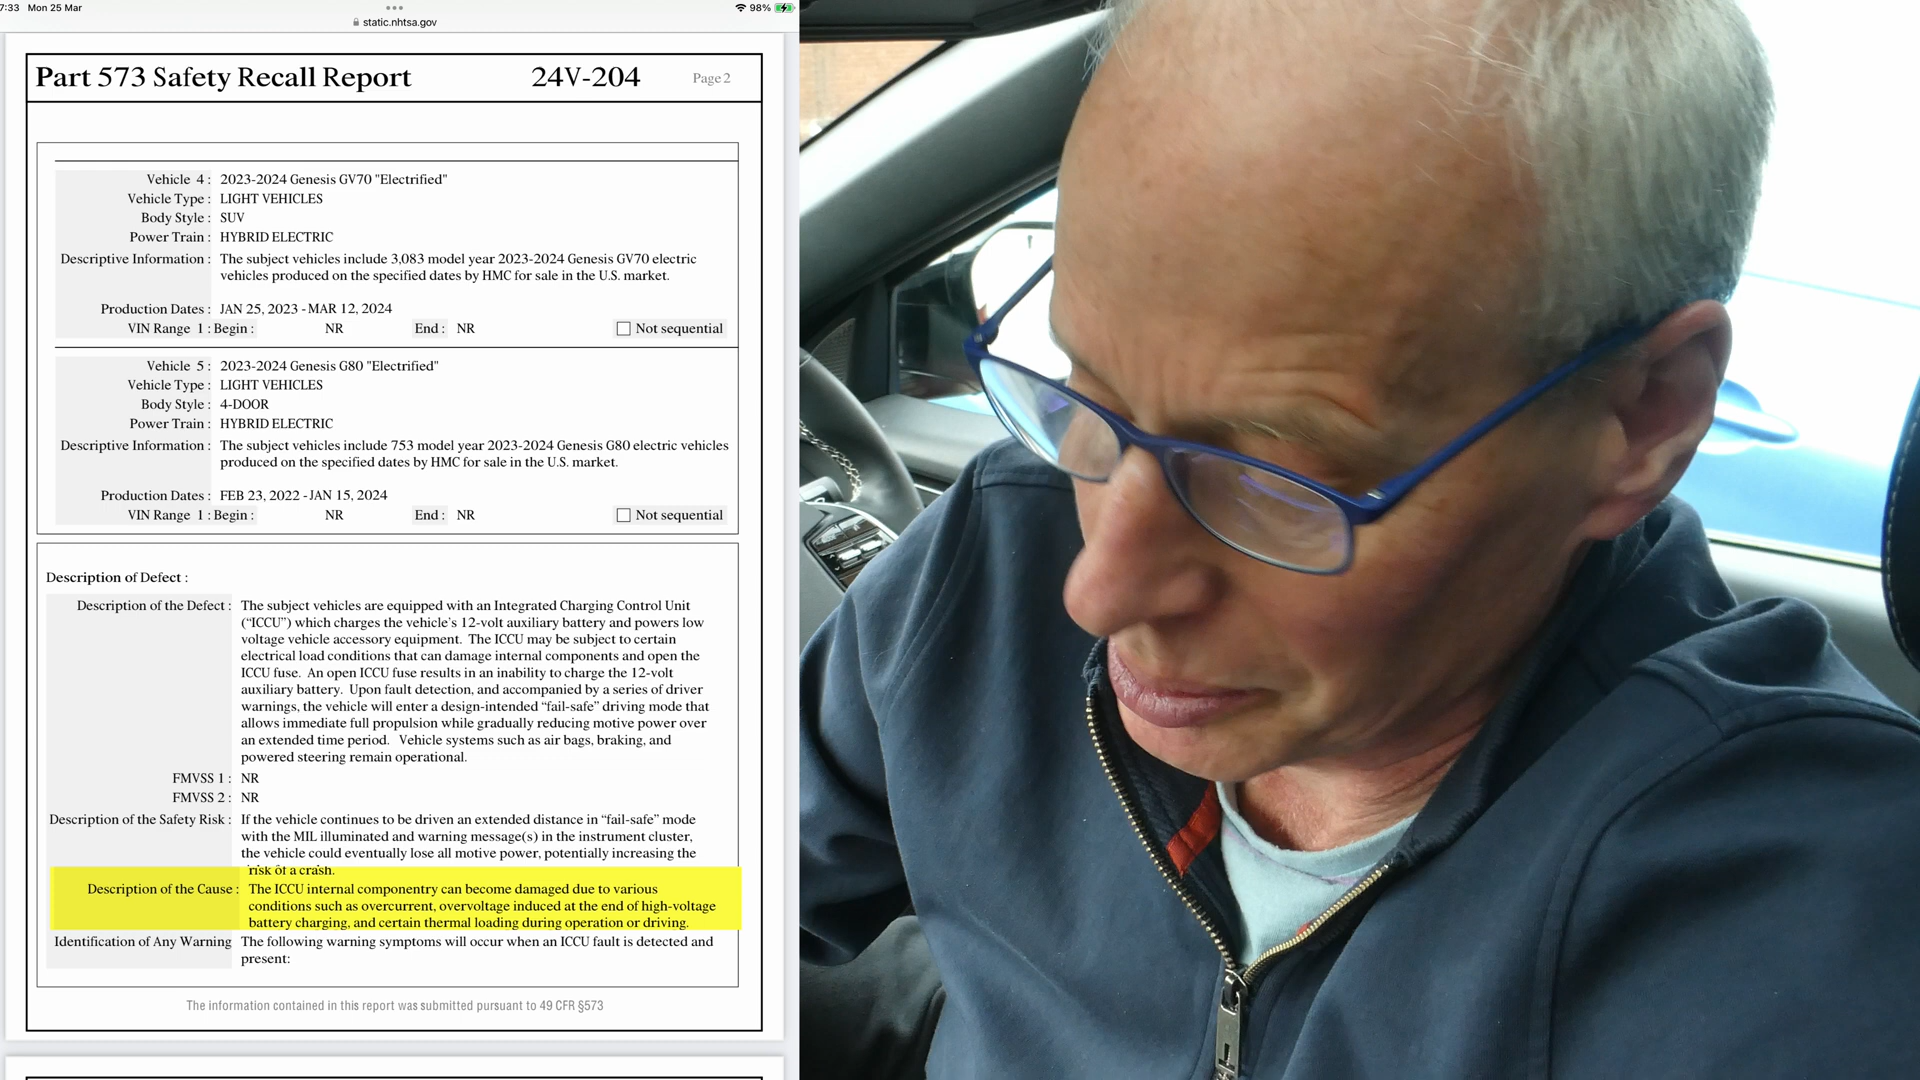 7:33 Mon 25 Mar
98%
static.nhtsa.gov
Part 573 Safety Recall Report 24V-204 Page 2
Vehicle 4 : 2023-2024 Genesis GV70 "Electrified"
Vehicle Type : LIGHT VEHICLES
Body Style : SUV
Power Train : HYBRID ELECTRIC
Descriptive Information : The subject vehicles include 3,083 model year 2023-2024 Genesis GV70 electric
vehicles produced on the specified dates by HMC for sale in the U.S. market.
Production Dates : JAN 25, 2023 - MAR 12, 2024
VIN Range 1 : Begin : NR End : NR Not sequential
Vehicle 5 : 2023-2024 Genesis G80 "Electrified"
Vehicle Type : LIGHT VEHICLES
Body Style : 4-DOOR
Power Train : HYBRID ELECTRIC
Descriptive Information : The subject vehicles include 753 model year 2023-2024 Genesis G80 electric vehicles
produced on the specified dates by HMC for sale in the U.S. market.
Production Dates : FEB 23, 2022 - JAN 15, 2024
VIN Range 1 : Begin : NR End : NR Not sequential
Description of Defect :
Description of the Defect : The subject vehicles are equipped with an Integrated Charging Control Unit
(“ICCU”) which charges the vehicle’s 12-volt auxiliary battery and powers low
voltage vehicle accessory equipment. The ICCU may be subject to certain
electrical load conditions that can damage internal components and open the
ICCU fuse. An open ICCU fuse results in an inability to charge the 12-volt
auxiliary battery. Upon fault detection, and accompanied by a series of driver
warnings, the vehicle will enter a design-intended “fail-safe” driving mode that
allows immediate full propulsion while gradually reducing motive power over
an extended time period. Vehicle systems such as air bags, braking, and
powered steering remain operational.
FMVSS 1 : NR
FMVSS 2 : NR
Description of the Safety Risk : If the vehicle continues to be driven an extended distance in “fail-safe” mode
with the MIL illuminated and warning message(s) in the instrument cluster,
the vehicle could eventually lose all motive power, potentially increasing the
risk of a crash.
Description of the Cause : The ICCU internal componentry can become damaged due to various
conditions such as overcurrent, overvoltage induced at the end of high-voltage
battery charging, and certain thermal loading during operation or driving.
Identification of Any Warning The following warning symptoms will occur when an ICCU fault is detected and
present:
The information contained in this report was submitted pursuant to 49 CFR §573